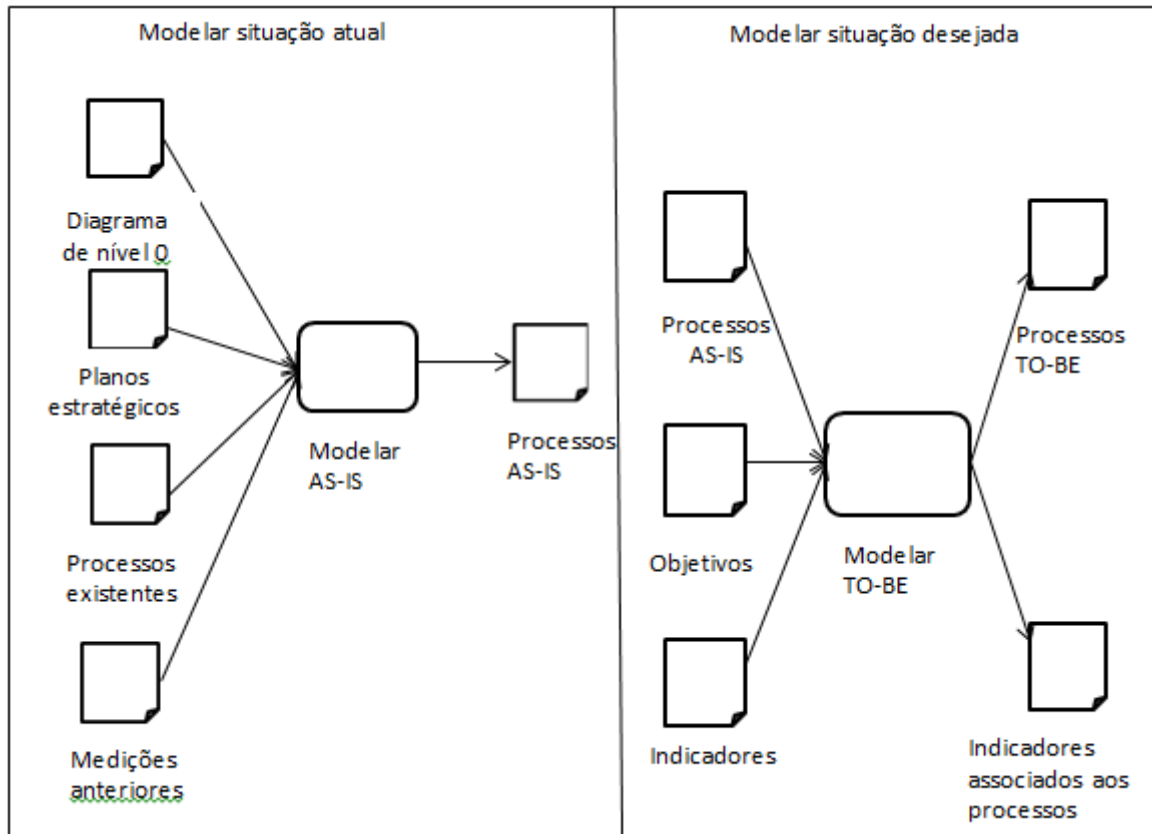 Modelar situação atual
Diagrama
de nível 0
Planos
estratégicos
Processos
existentes
Medições
anteriores
Modelar
AS-IS
Processos
AS-IS
Modelar situação desejada
Processos
AS-IS
Objetivos
Indicadores
Modelar
TO-BE
Processos
TO-BE
Indicadores
associados aos
processos